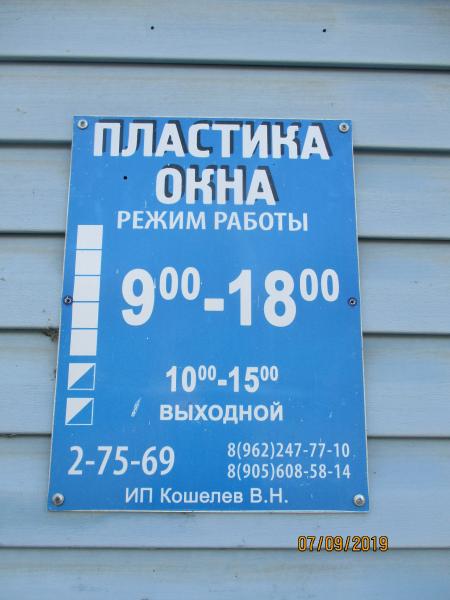 ПЛАСТИКА
ОКНА
РЕЖИМ РАБОТЫ
9⁰⁰-18⁰⁰
10⁰⁰-15⁰⁰
ВЫХОДНОЙ
2-75-69
8(962)247-77-10
8(905)608-58-14
ИП Кошелев В.Н.
07/09/2019